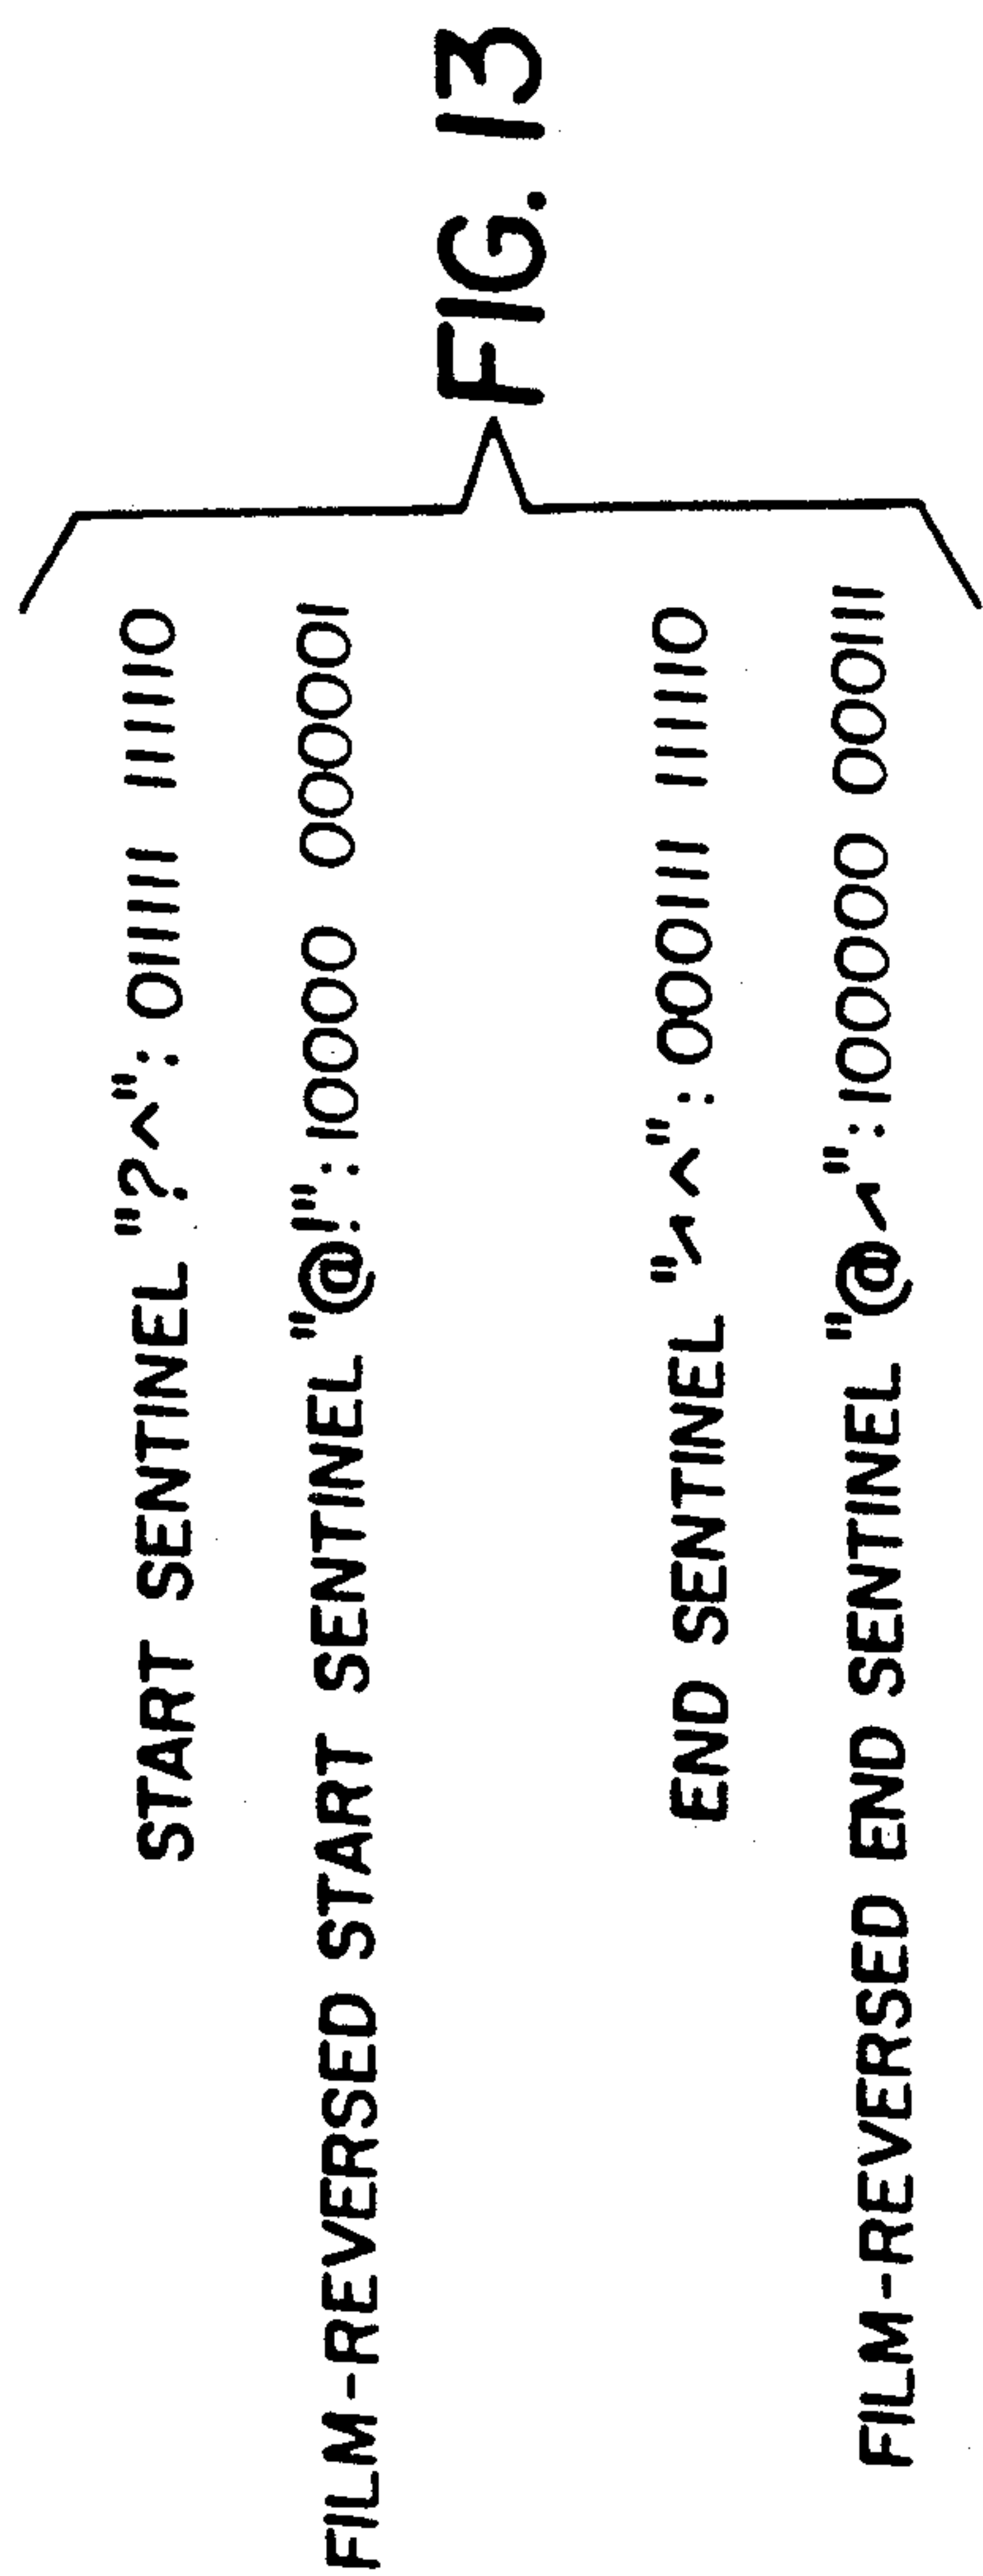 START SENTINEL "?^": 011111 111110
FILM-REVERSED START SENTINEL "@!": 10000 000001
END SENTINEL "^^": 000111 111110
FILM-REVERSED END SENTINEL "@^": 100000 000111
FIG. 13